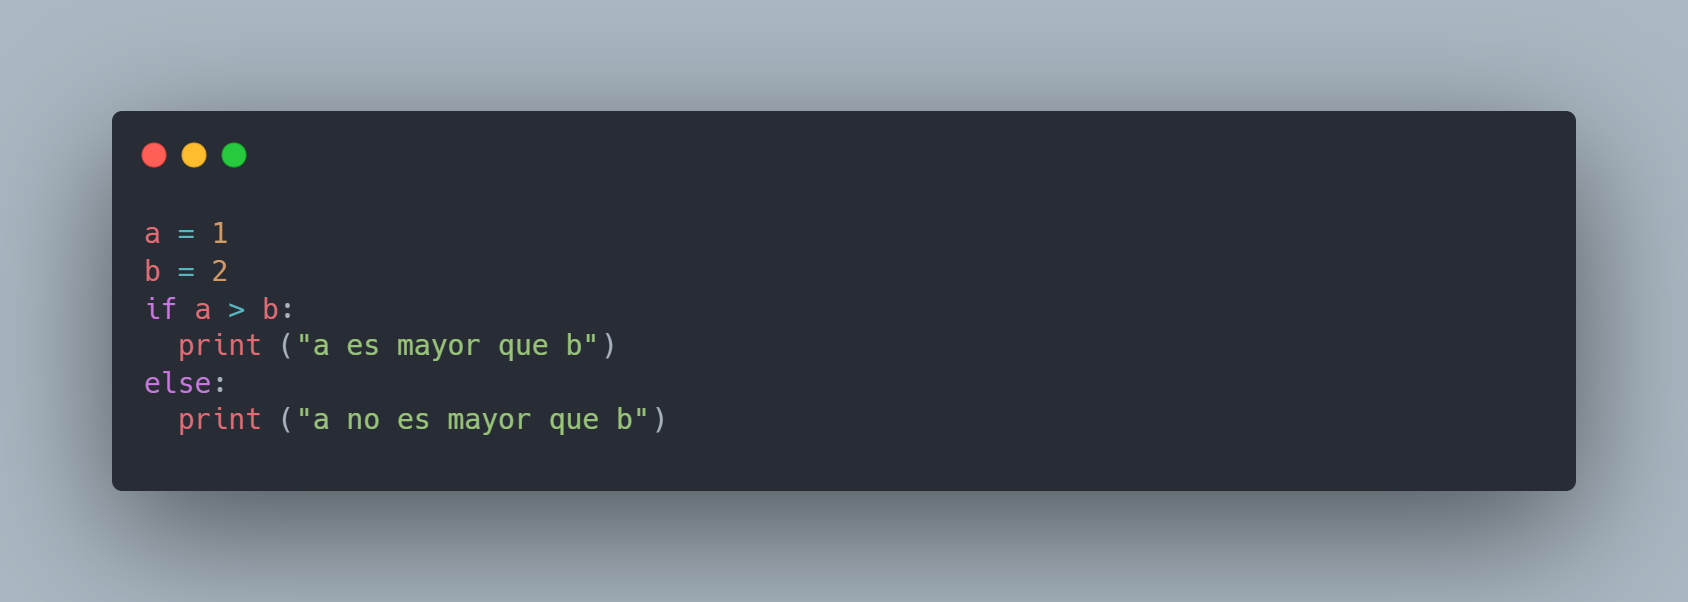 a = 1
b = 2
if a > b:
  print ("a es mayor que b")
else:
  print ("a no es mayor que b")